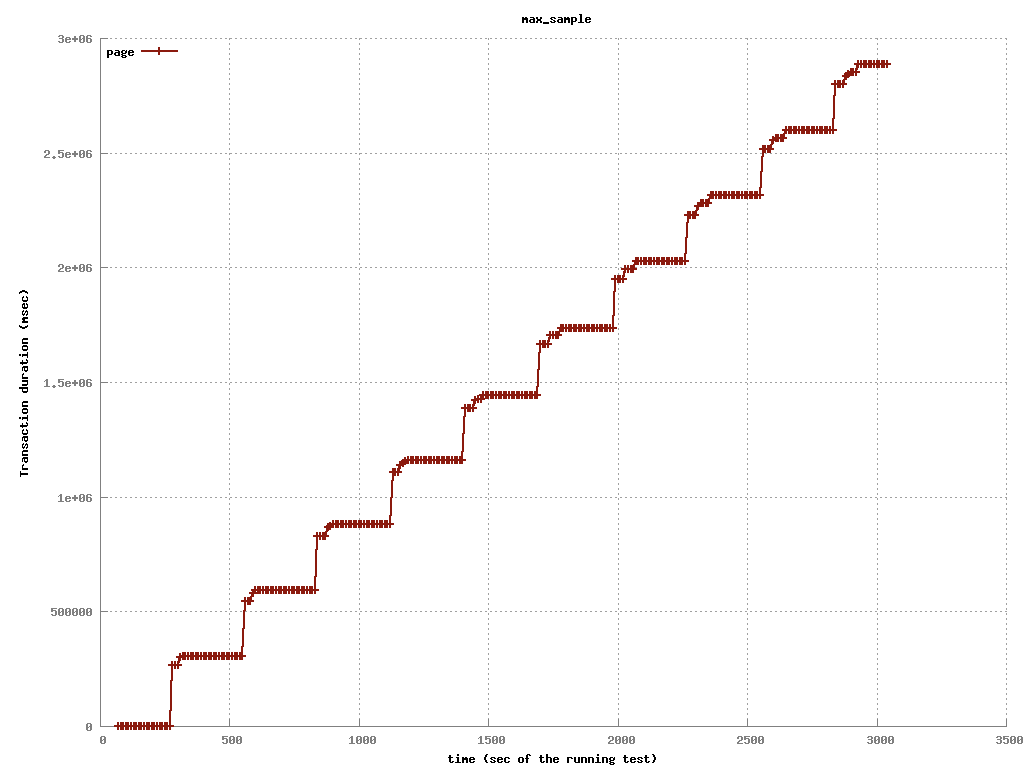 max_sample
3e+06
page
2.5e+06
2e+06
1.5e+06
1e+06
500000
0
Transaction duration (msec)
0 500 1000 1500 2000 2500 3000 3500
time (sec of the running test)